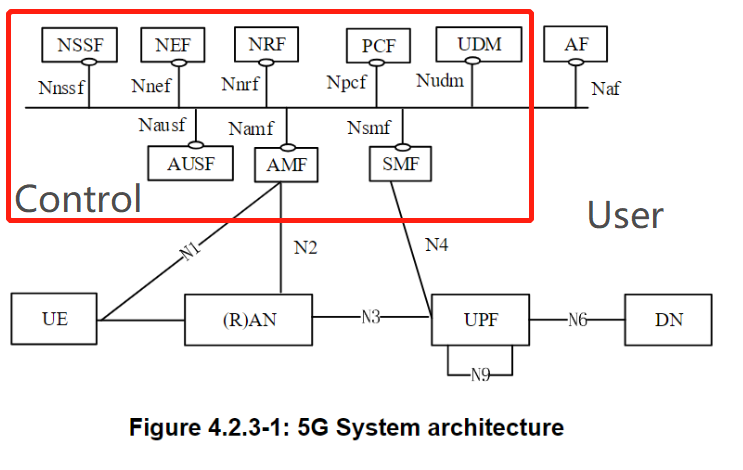 NSSF NEF NRF PCF UDM AF
Nnssf Nnef Nnrf Npcf Nudm Naf
Nausf Namf Nsmf
AUSF AMF SMF
Control
User
N1 N2 N4
UE (R)AN N3 UPF N6 DN
N9
Figure 4.2.3-1: 5G System architecture